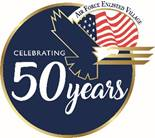 AIR FORCE ENLISTED VILLAGE
CELEBRATING
50 years